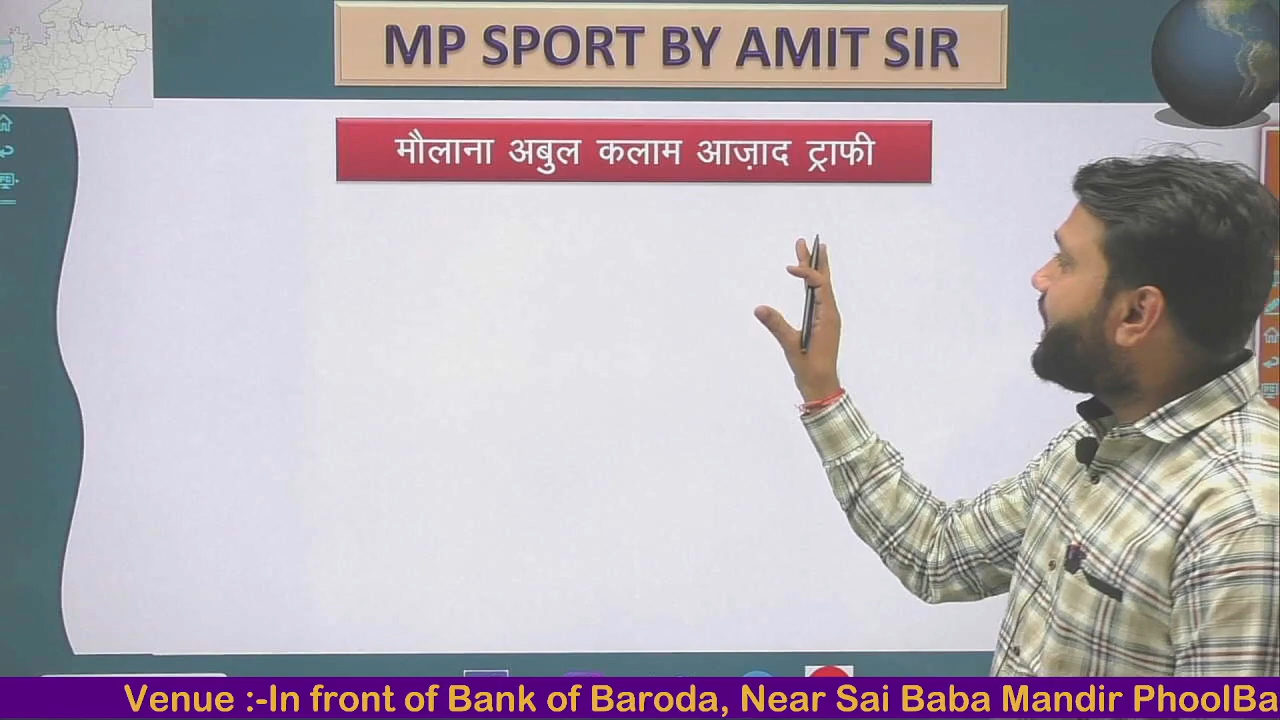 MP SPORT BY AMIT SIR
मौलाना अबुल कलाम आज़ाद ट्राफी
Venue :-In front of Bank of Baroda, Near Sai Baba Mandir PhoolBa